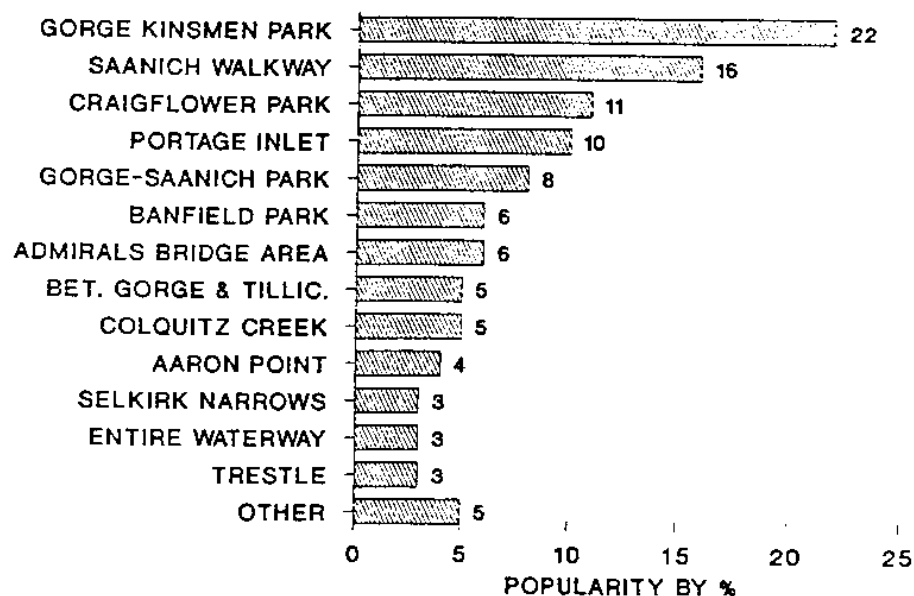 GORGE KINSMEN PARK 22
SAANICH WALKWAY 16
CRAIGFLOWER PARK 11
PORTAGE INLET 10
GORGE-SAANICH PARK 8
BANFIELD PARK 6
ADMIRALS BRIDGE AREA 6
BET. GORGE & TILLIC. 5
COLQUITZ CREEK 5
AARON POINT 4
SELKIRK NARROWS 3
ENTIRE WATERWAY 3
TRESTLE 3
OTHER 5
0 5 10 15 20 25
POPULARITY BY %